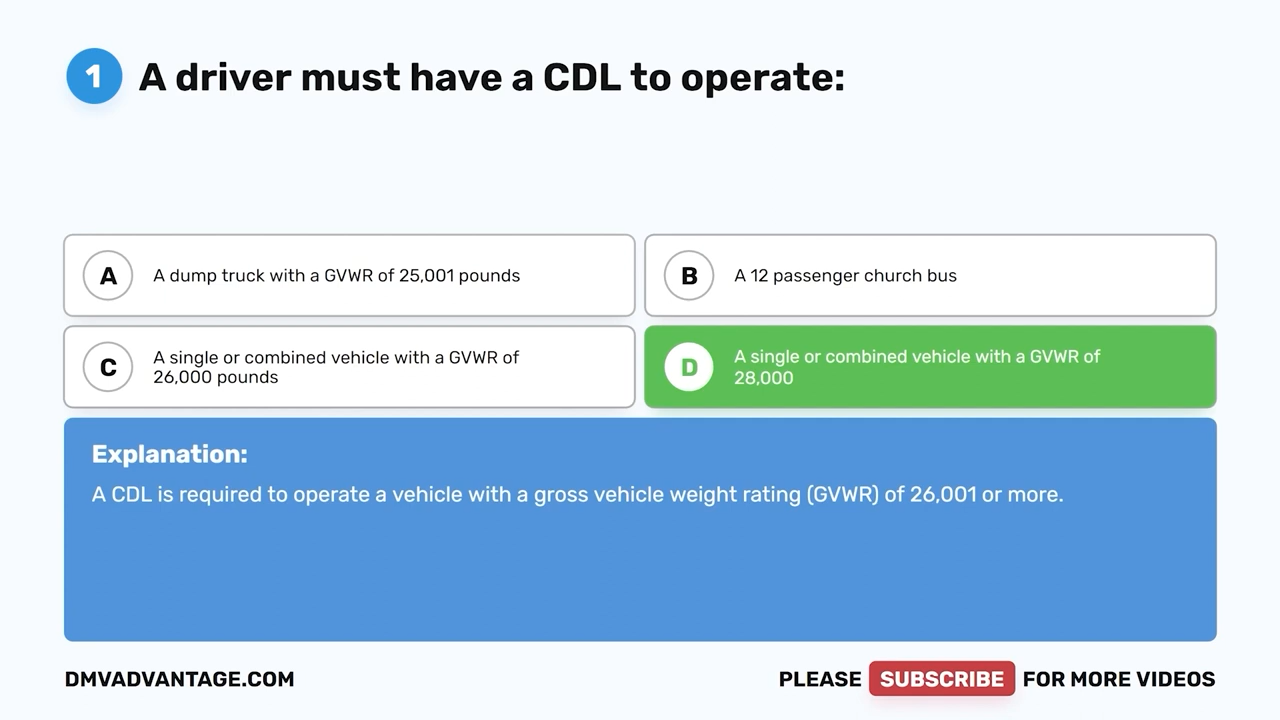 1 A driver must have a CDL to operate:
A A dump truck with a GVWR of 25,001 pounds
B A 12 passenger church bus
C A single or combined vehicle with a GVWR of
26,000 pounds
D A single or combined vehicle with a GVWR of
28,000
Explanation:
A CDL is required to operate a vehicle with a gross vehicle weight rating (GVWR) of 26,001 or more.
DMVADVANTAGE.COM
PLEASE SUBSCRIBE FOR MORE VIDEOS